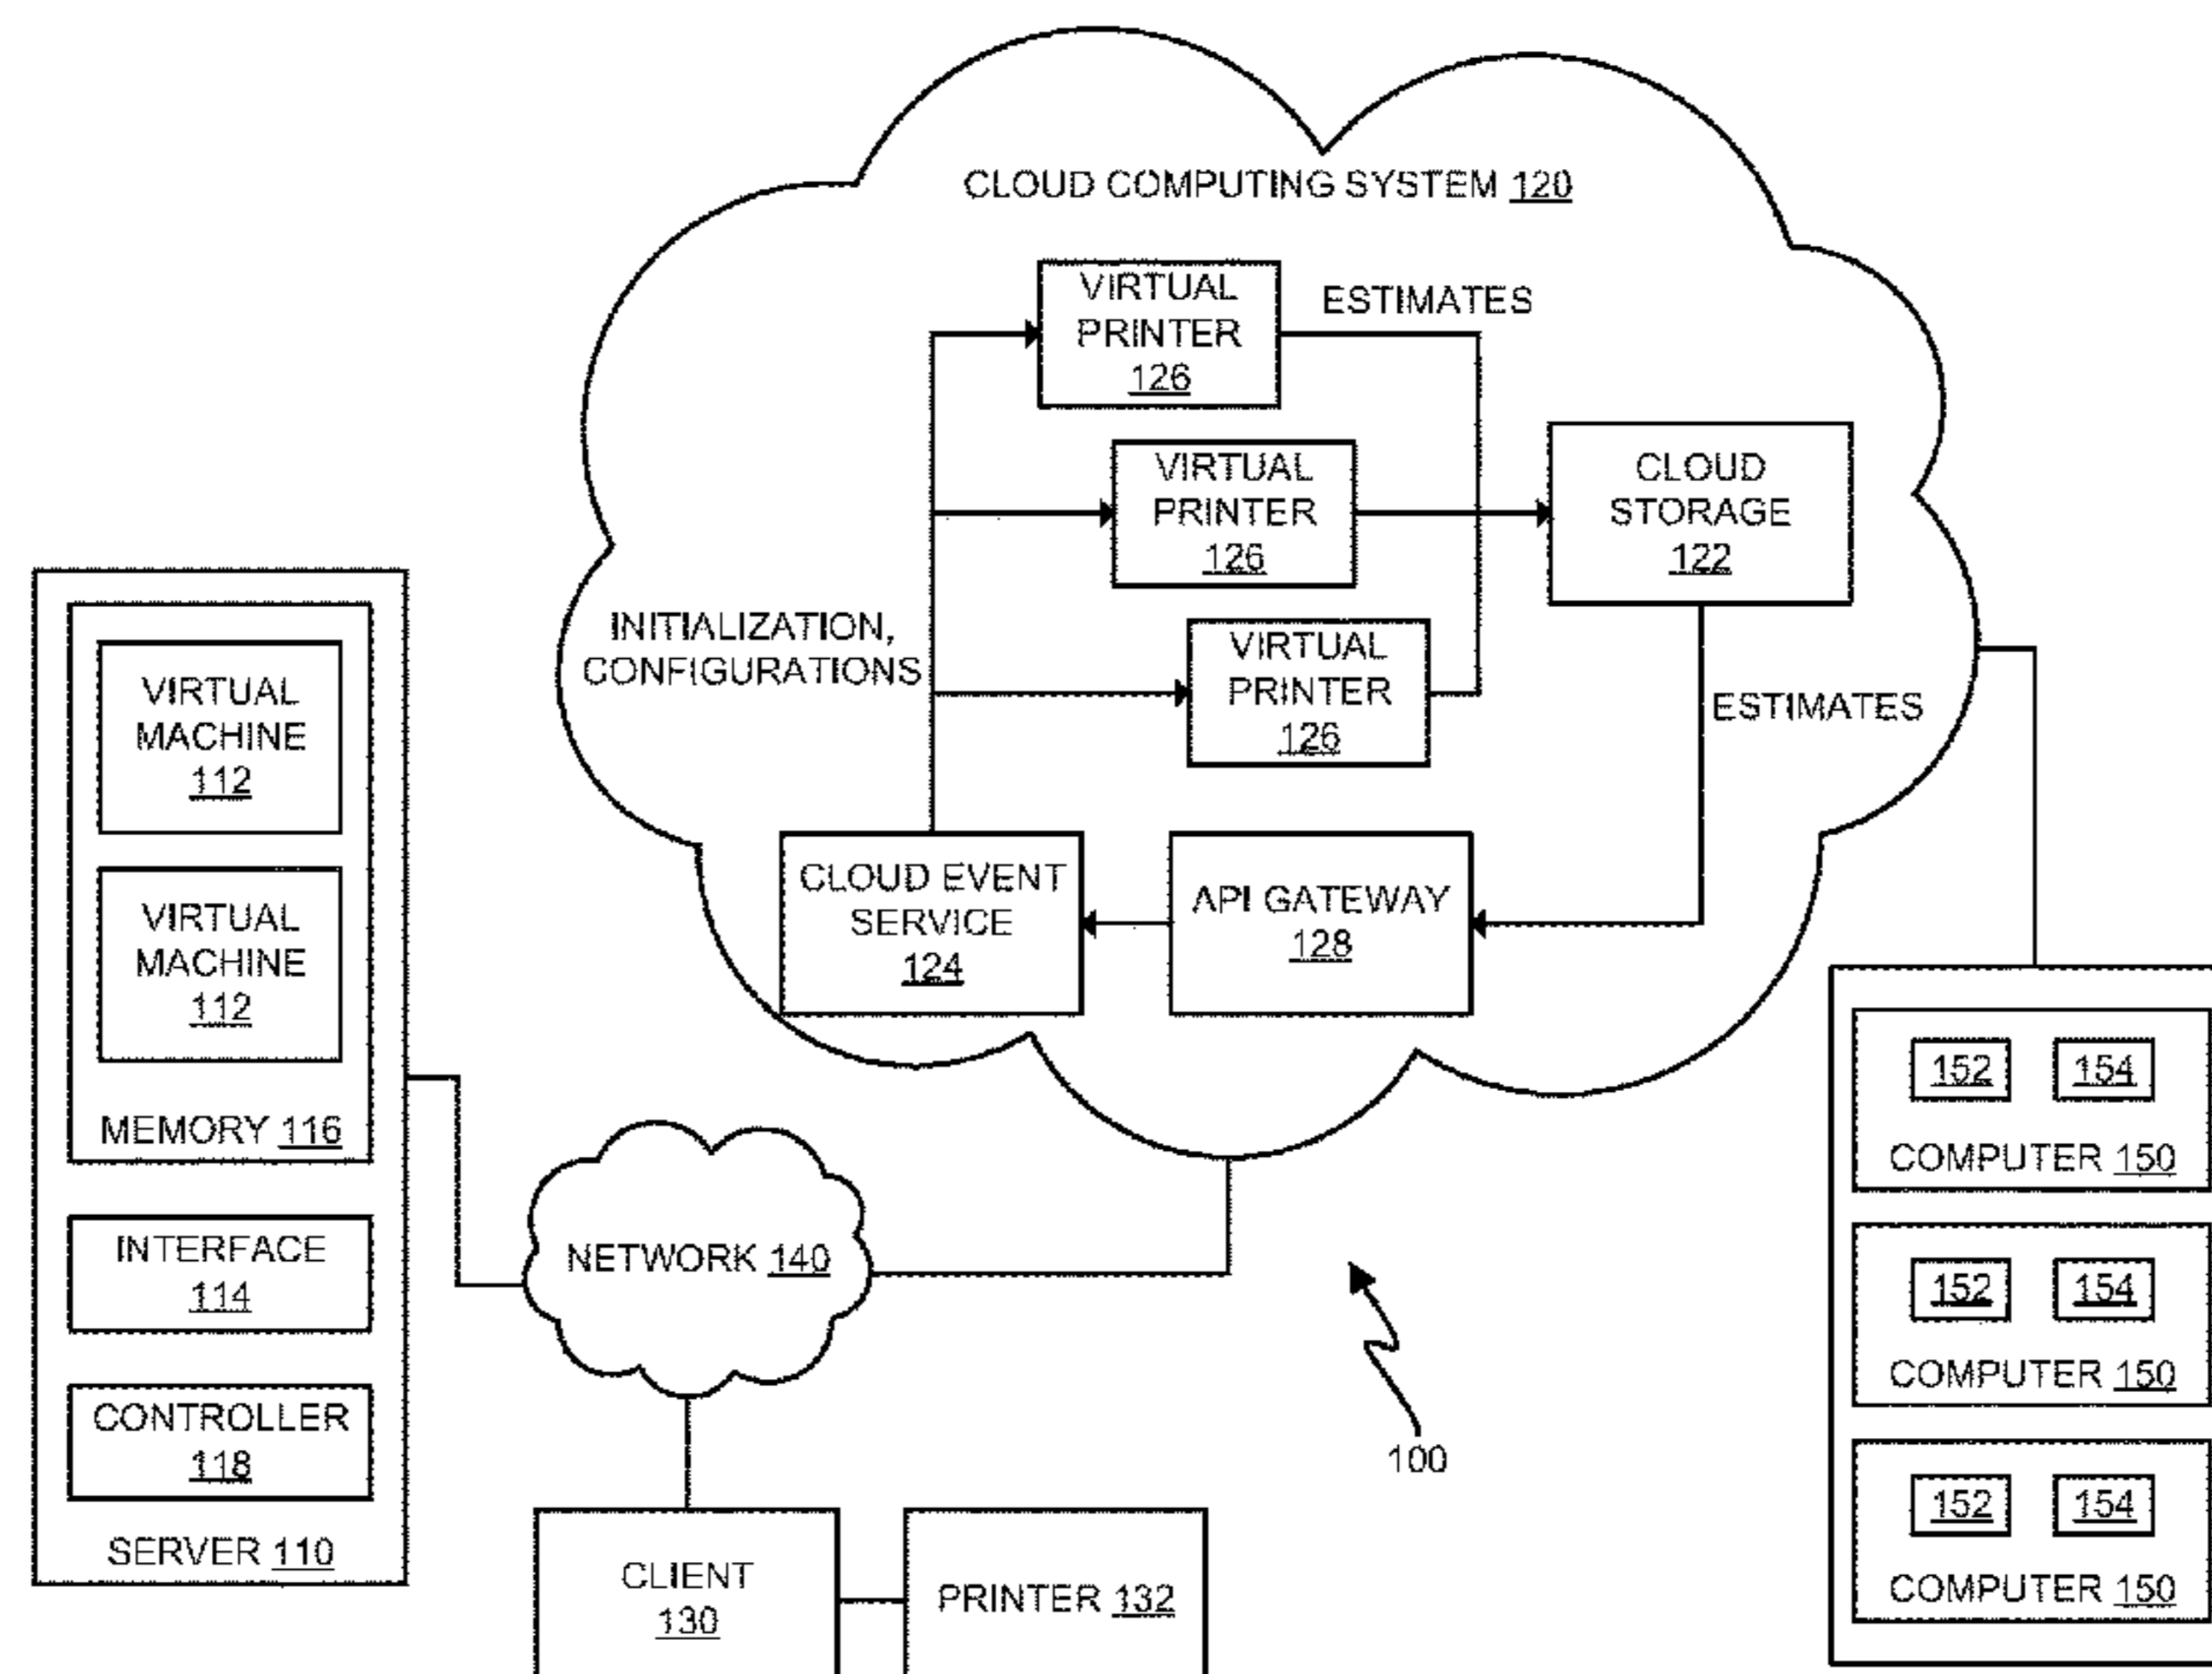 CLOUD COMPUTING SYSTEM 120
VIRTUAL
PRINTER
126
ESTIMATES
VIRTUAL
PRINTER
126
CLOUD
STORAGE
122
INITIALIZATION,
CONFIGURATIONS
VIRTUAL
PRINTER
126
ESTIMATES
CLOUD EVENT
SERVICE
124
API GATEWAY
128
VIRTUAL
MACHINE
112
VIRTUAL
MACHINE
112
MEMORY 116
INTERFACE
114
CONTROLLER
118
SERVER 110
NETWORK 140
CLIENT
130
PRINTER 132
100
152 154
COMPUTER 150
152 154
COMPUTER 150
152 154
COMPUTER 150